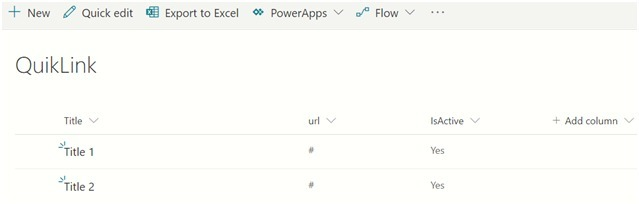 + New Quick edit Export to Excel PowerApps Flow ...
QuikLink
Title url IsActive + Add column
Title 1 # Yes
Title 2 # Yes